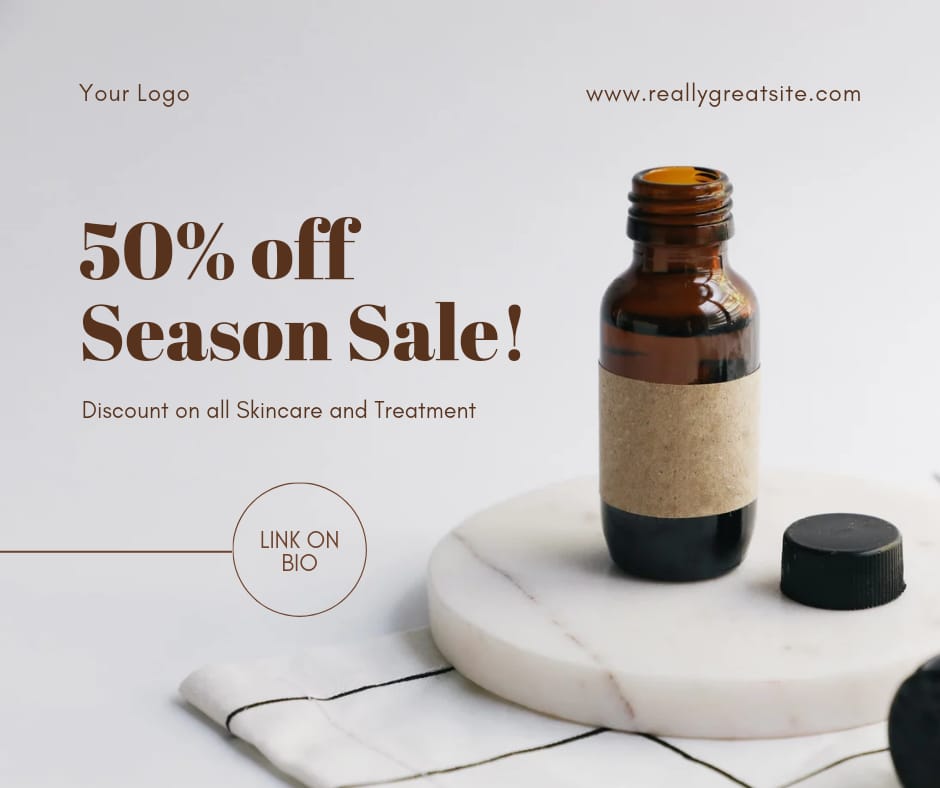 Your Logo
www.reallygreatsite.com
50% off
Season Sale!
Discount on all Skincare and Treatment
LINK ON
BIO